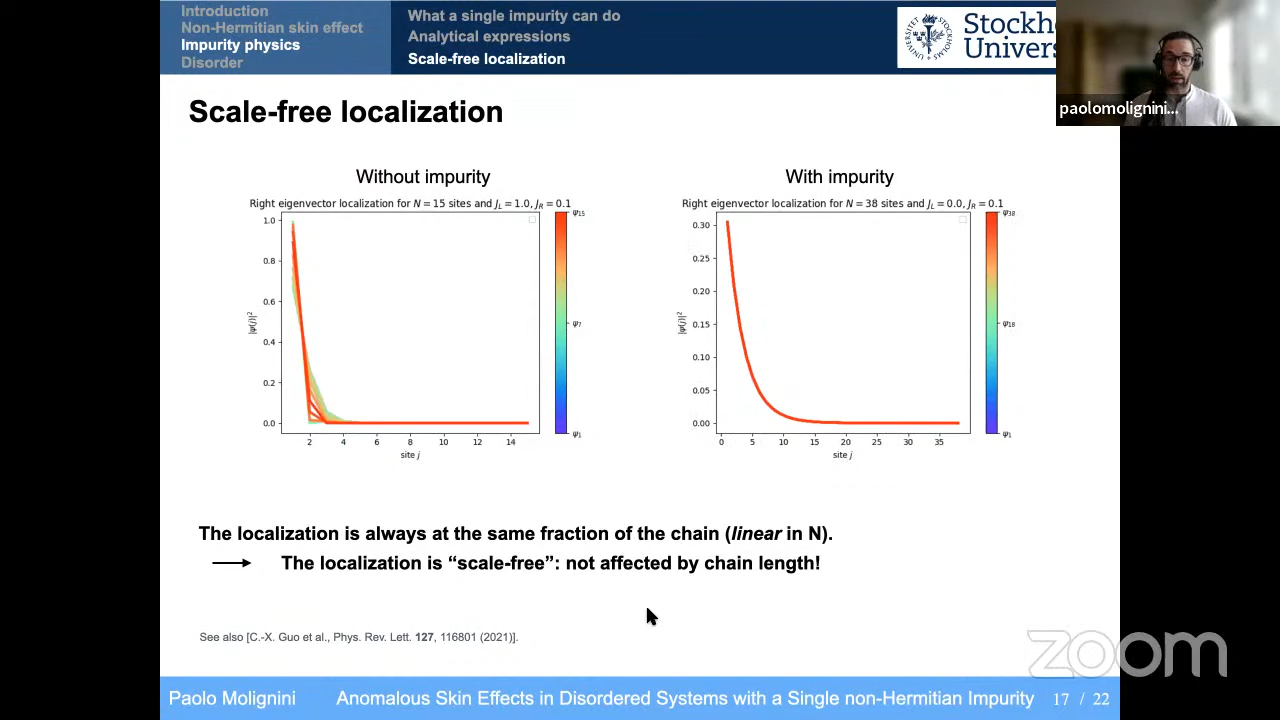 Introduction
Non-Hermitian skin effect
Impurity physics
Disorder
What a single impurity can do
Analytical expressions
Scale-free localization
Stockh
Univer
paolomolignini...
Scale-free localization
Without impurity
Right eigenvector localization for N = 15 sites and J_L = 1.0, J_R = 0.1
1.0
0.8
0.6
0.4
0.2
0.0
|ψ(j)|²
2 4 6 8 10 12 14
site j
ψ₁₅
ψ₇
ψ₁
With impurity
Right eigenvector localization for N = 38 sites and J_L = 0.0, J_R = 0.1
0.30
0.25
0.20
0.15
0.10
0.05
0.00
|ψ(j)|²
0 5 10 15 20 25 30 35
site j
ψ₃₈
ψ₁₈
ψ₁
The localization is always at the same fraction of the chain (linear in N).
→ The localization is “scale-free”: not affected by chain length!
See also [C.-X. Guo et al., Phys. Rev. Lett. 127, 116801 (2021)].
zoom
Paolo Molignini Anomalous Skin Effects in Disordered Systems with a Single non-Hermitian Impurity 17 / 22